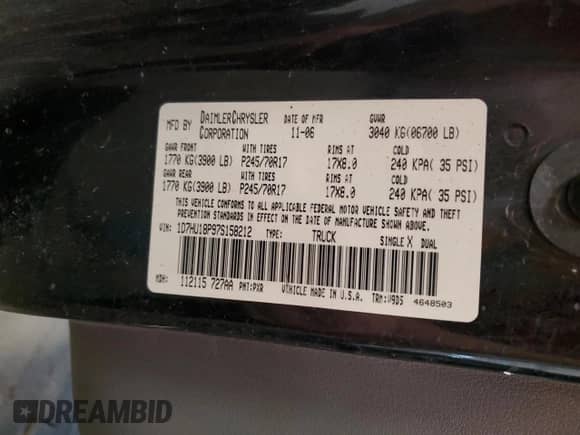 MFD BY DAIMLERCHRYSLER CORPORATION DATE OF MFR 11-06 GVWR 3040 KG(06700 LB)
GAWR FRONT WITH TIRES RIMS AT COLD
1770 KG(3900 LB) P245/70R17 17X8.0 240 KPA( 35 PSI)
GAWR REAR WITH TIRES RIMS AT COLD
1770 KG(3900 LB) P245/70R17 17X8.0 240 KPA( 35 PSI)
THIS VEHICLE CONFORMS TO ALL APPLICABLE FEDERAL MOTOR VEHICLE SAFETY AND THEFT
PREVENTION STANDARDS IN EFFECT ON THE DATE OF MANUFACTURE SHOWN ABOVE.
VIN: 1D7HU18P97S158212 TYPE: TRUCK SINGLE X DUAL
MDH: 112115 727AA PNT:PXR VEHICLE MADE IN U.S.A. TRM:V9D5 4648503
DREAMBID